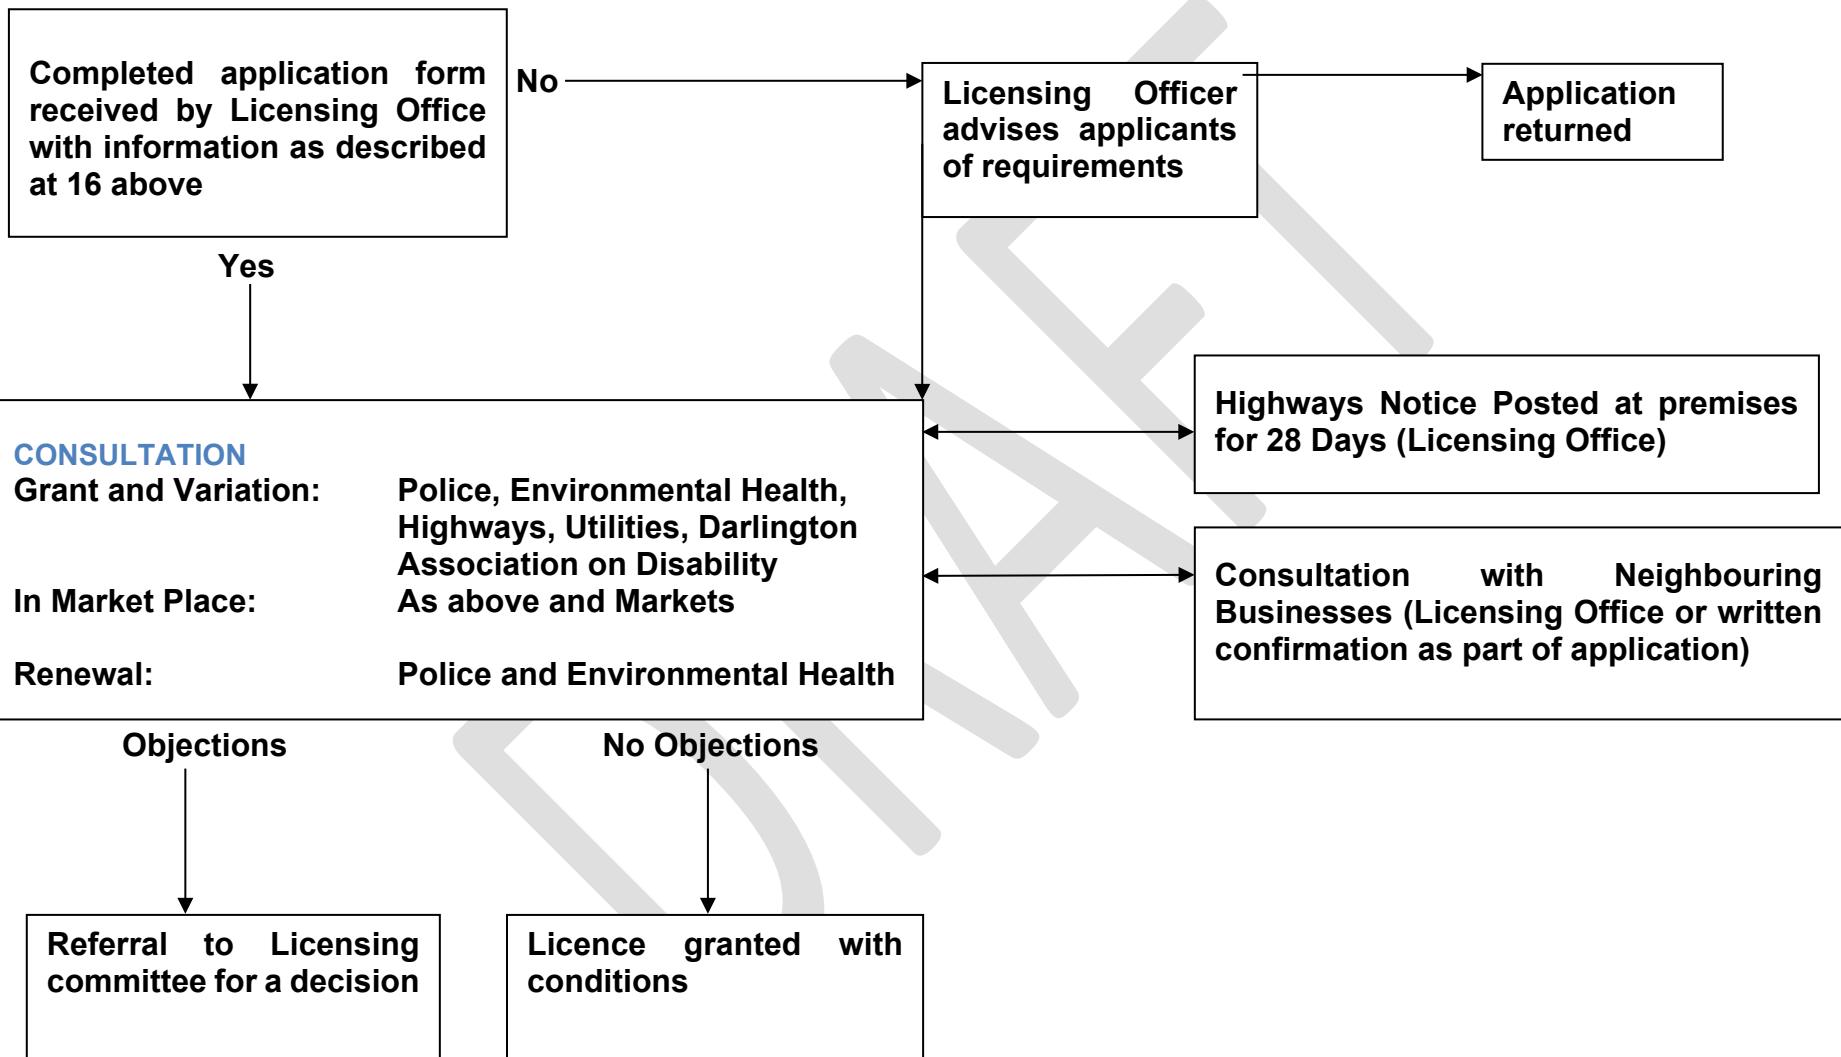 Completed application form
received by Licensing Office
with information as described
at 16 above
No
Licensing Officer
advises applicants
of requirements
Application
returned
Yes
CONSULTATION
Grant and Variation: Police, Environmental Health,
Highways, Utilities, Darlington
Association on Disability
In Market Place: As above and Markets
Renewal: Police and Environmental Health
Highways Notice Posted at premises
for 28 Days (Licensing Office)
Consultation with Neighbouring
Businesses (Licensing Office or written
confirmation as part of application)
Objections
No Objections
Referral to Licensing
committee for a decision
Licence granted with
conditions
DRAFT